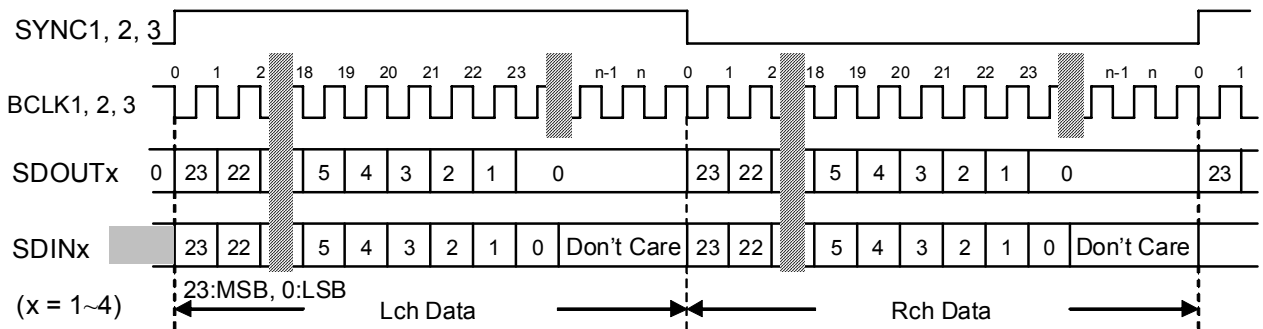 SYNC1, 2, 3
0 1 2 18 19 20 21 22 23 n-1 n 0 1 2 18 19 20 21 22 23 n-1 n 0 1
BCLK1, 2, 3
SDOUTx 0 23 22 5 4 3 2 1 0 23 22 5 4 3 2 1 0 23
SDINx 23 22 5 4 3 2 1 0 Don't Care 23 22 5 4 3 2 1 0 Don't Care
23:MSB, 0:LSB
(x = 1~4) Lch Data Rch Data